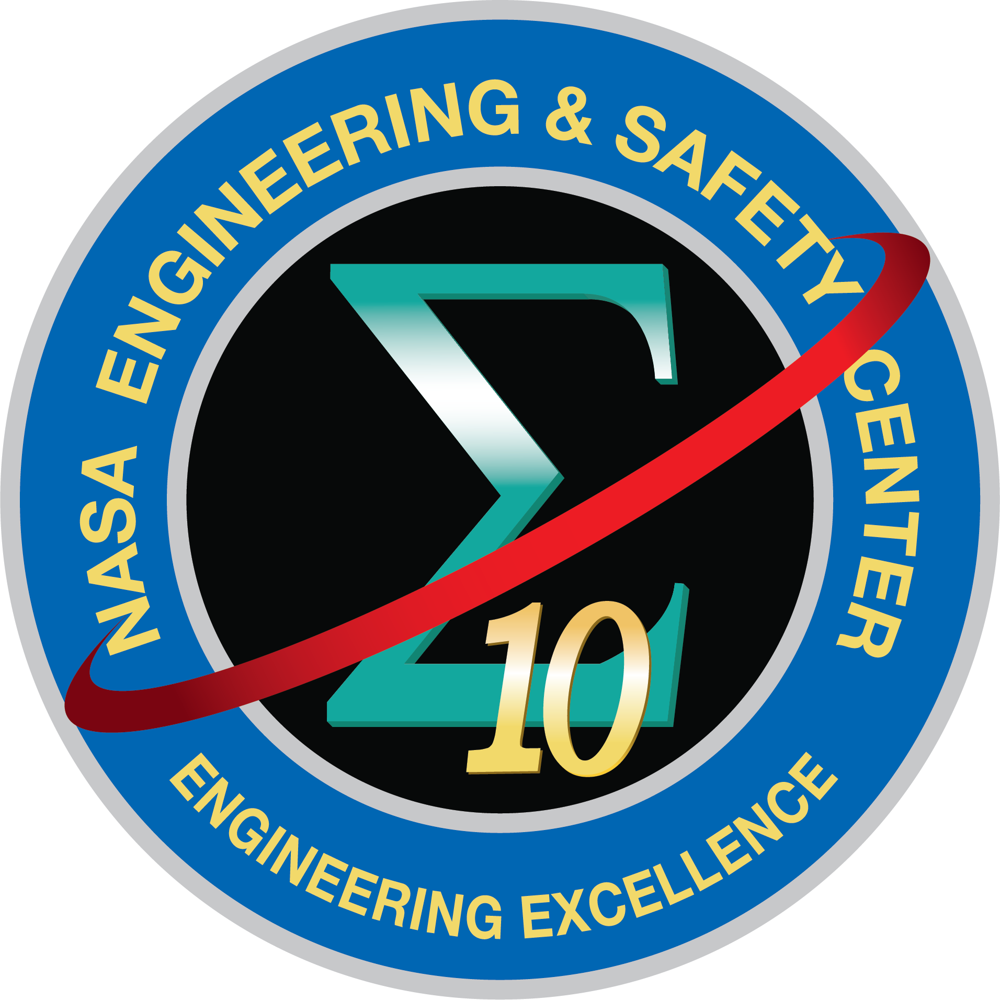 NASA ENGINEERING & SAFETY CENTER
Σ
10
ENGINEERING EXCELLENCE